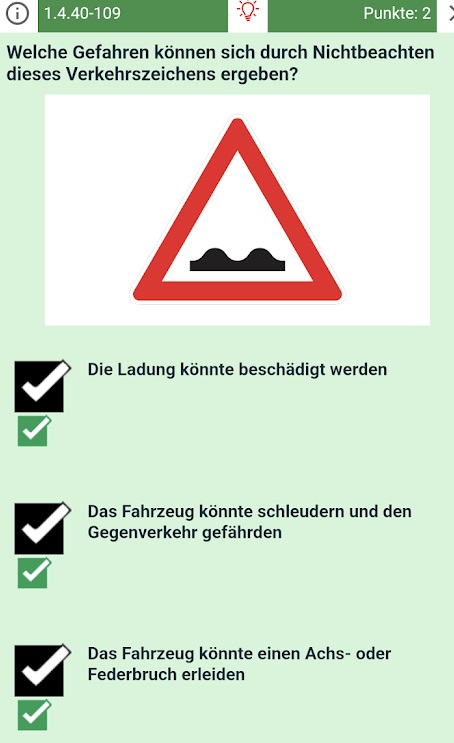 1.4.40-109
Punkte: 2
Welche Gefahren können sich durch Nichtbeachten
dieses Verkehrszeichens ergeben?
Die Ladung könnte beschädigt werden
Das Fahrzeug könnte schleudern und den
Gegenverkehr gefährden
Das Fahrzeug könnte einen Achs- oder
Federbruch erleiden